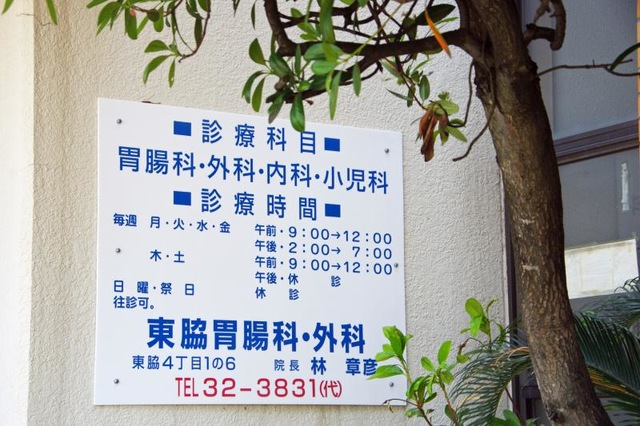 ■診療科目■
胃腸科・外科・内科・小児科
■診療時間■
毎週 月・火・水・金 午前・9:00→12:00
午後・2:00→ 7:00
木・土 午前・9:00→12:00
午後・休 診
日 曜・祭 日 休 診
往診可。
東脇胃腸科・外科
東脇4丁目1の6 院長 林 章彦
TEL32-3831(代)